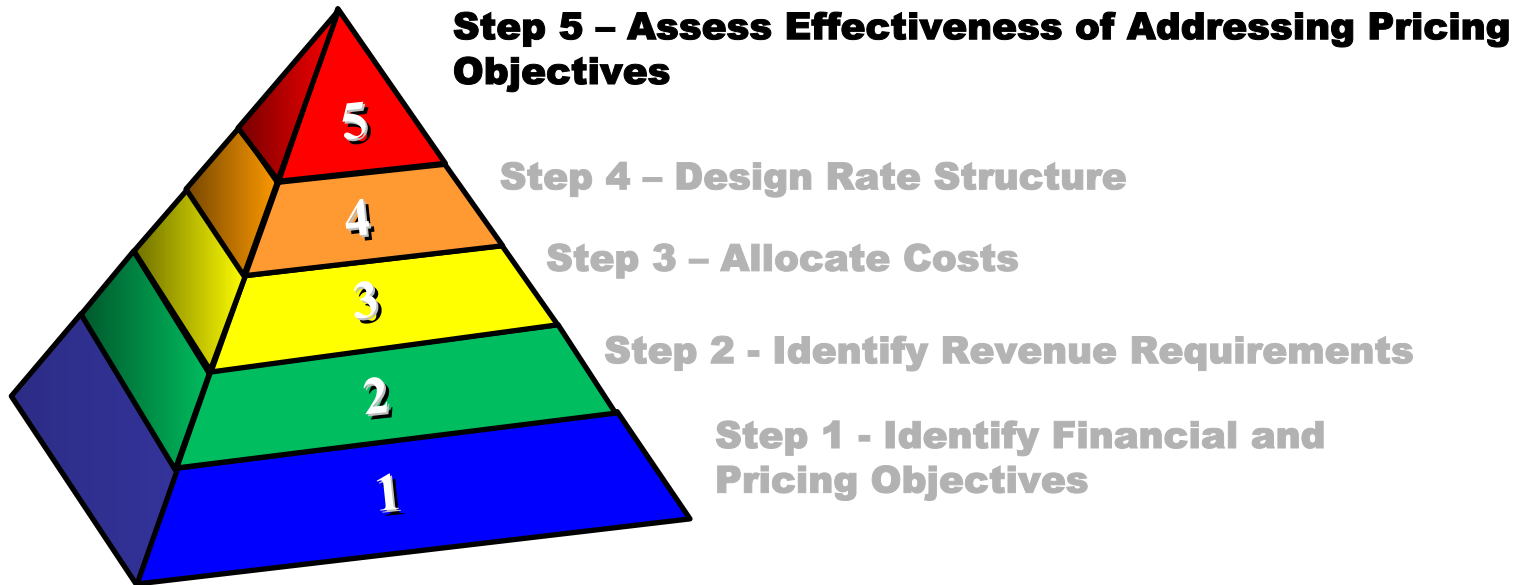 Step 5 – Assess Effectiveness of Addressing Pricing
Objectives
5
Step 4 – Design Rate Structure
4
Step 3 – Allocate Costs
3
Step 2 - Identify Revenue Requirements
2
Step 1 - Identify Financial and
Pricing Objectives
1